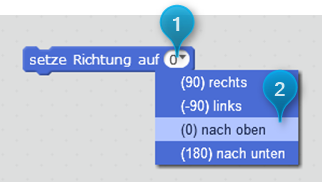 1
setze Richtung auf 0
(90) rechts
2
(-90) links
(0) nach oben
(180) nach unten